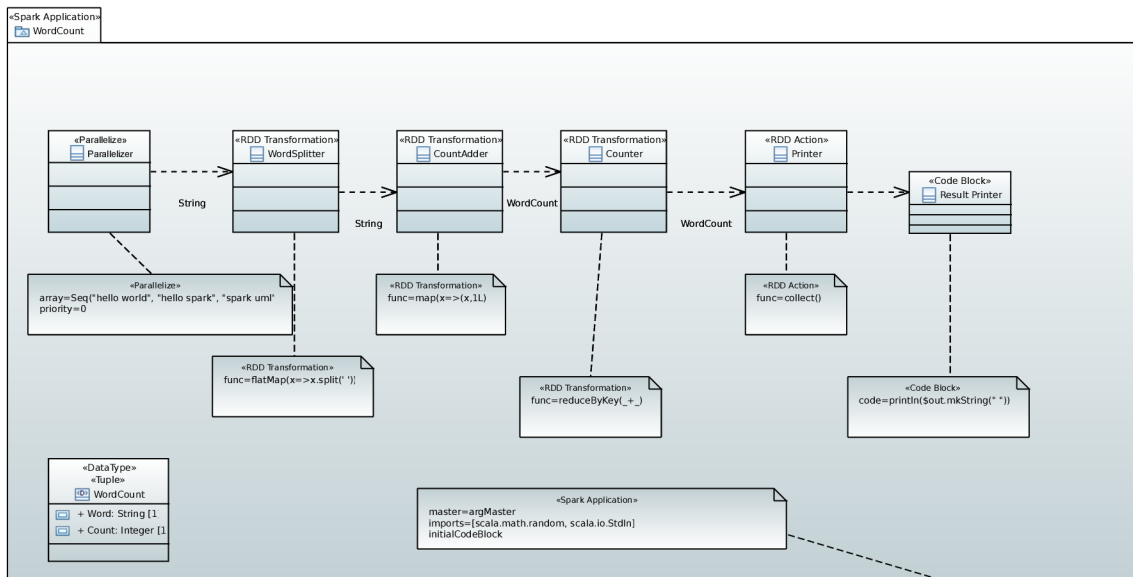 «Spark Application»
WordCount
«Parallelize»
Parallelizer
«RDD Transformation»
WordSplitter
«RDD Transformation»
CountAdder
«RDD Transformation»
Counter
«RDD Action»
Printer
«Code Block»
Result Printer
String
String
WordCount
WordCount
«Parallelize»
array=Seq("hello world", "hello spark", "spark uml"
priority=0
«RDD Transformation»
func=map(x=>(x,1L)
«RDD Action»
func=collect()
«RDD Transformation»
func=flatMap(x=>x.split(' '))
«RDD Transformation»
func=reduceByKey(_+_)
«Code Block»
code=println($out.mkString(" "))
«DataType»
«Tuple»
WordCount
+ Word: String [1
+ Count: Integer [1
«Spark Application»
master=argMaster
imports=[scala.math.random, scala.io.StdIn]
initialCodeBlock